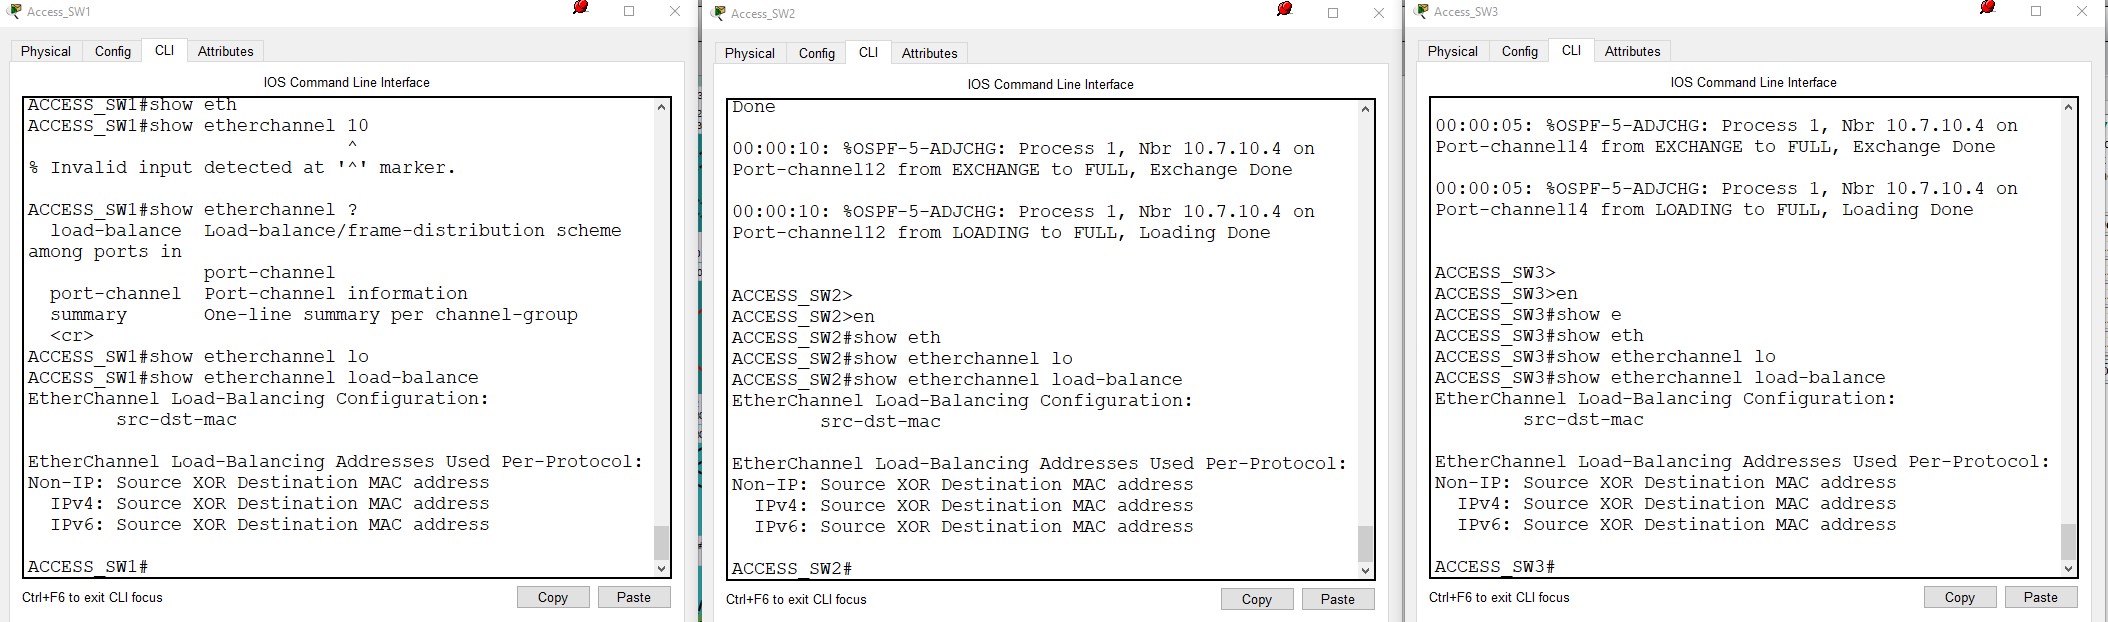 Access_SW1
Physical Config CLI Attributes
IOS Command Line Interface
ACCESS_SW1#show eth
ACCESS_SW1#show etherchannel 10
^
% Invalid input detected at '^' marker.
ACCESS_SW1#show etherchannel ?
load-balance Load-balance/frame-distribution scheme
among ports in
port-channel
port-channel Port-channel information
summary One-line summary per channel-group
<cr>
ACCESS_SW1#show etherchannel lo
ACCESS_SW1#show etherchannel load-balance
EtherChannel Load-Balancing Configuration:
src-dst-mac
EtherChannel Load-Balancing Addresses Used Per-Protocol:
Non-IP: Source XOR Destination MAC address
IPv4: Source XOR Destination MAC address
IPv6: Source XOR Destination MAC address
ACCESS_SW1#
Ctrl+F6 to exit CLI focus
Copy Paste
Access_SW2
Physical Config CLI Attributes
IOS Command Line Interface
Done
00:00:10: %OSPF-5-ADJCHG: Process 1, Nbr 10.7.10.4 on
Port-channel12 from EXCHANGE to FULL, Exchange Done
00:00:10: %OSPF-5-ADJCHG: Process 1, Nbr 10.7.10.4 on
Port-channel12 from LOADING to FULL, Loading Done
ACCESS_SW2>
ACCESS_SW2>en
ACCESS_SW2#show eth
ACCESS_SW2#show etherchannel lo
ACCESS_SW2#show etherchannel load-balance
EtherChannel Load-Balancing Configuration:
src-dst-mac
EtherChannel Load-Balancing Addresses Used Per-Protocol:
Non-IP: Source XOR Destination MAC address
IPv4: Source XOR Destination MAC address
IPv6: Source XOR Destination MAC address
ACCESS_SW2#
Ctrl+F6 to exit CLI focus
Copy Paste
Access_SW3
Physical Config CLI Attributes
IOS Command Line Interface
00:00:05: %OSPF-5-ADJCHG: Process 1, Nbr 10.7.10.4 on
Port-channel14 from EXCHANGE to FULL, Exchange Done
00:00:05: %OSPF-5-ADJCHG: Process 1, Nbr 10.7.10.4 on
Port-channel14 from LOADING to FULL, Loading Done
ACCESS_SW3>
ACCESS_SW3>en
ACCESS_SW3#show e
ACCESS_SW3#show eth
ACCESS_SW3#show etherchannel lo
ACCESS_SW3#show etherchannel load-balance
EtherChannel Load-Balancing Configuration:
src-dst-mac
EtherChannel Load-Balancing Addresses Used Per-Protocol:
Non-IP: Source XOR Destination MAC address
IPv4: Source XOR Destination MAC address
IPv6: Source XOR Destination MAC address
ACCESS_SW3#
Ctrl+F6 to exit CLI focus
Copy Paste